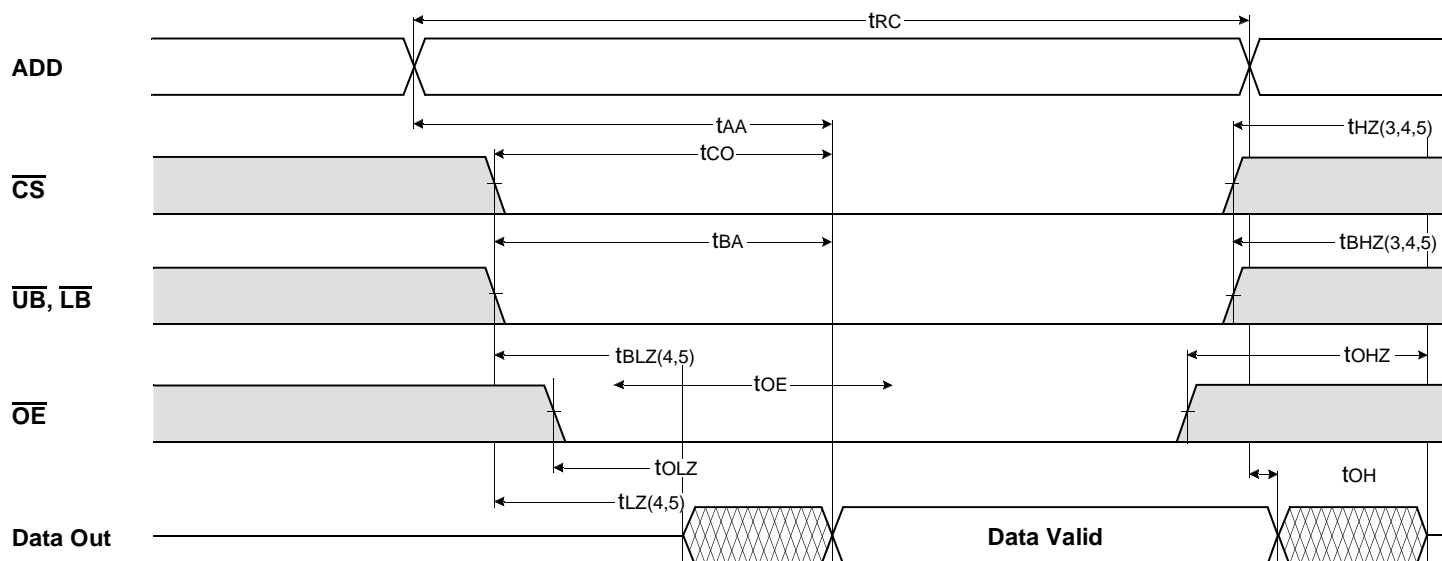 tRC
ADD
tAA
tHZ(3,4,5)
tCO
CS
tBA
tBHZ(3,4,5)
UB, LB
tBLZ(4,5)
tOHZ
tOE
OE
tOLZ
tOH
tLZ(4,5)
Data Out
Data Valid